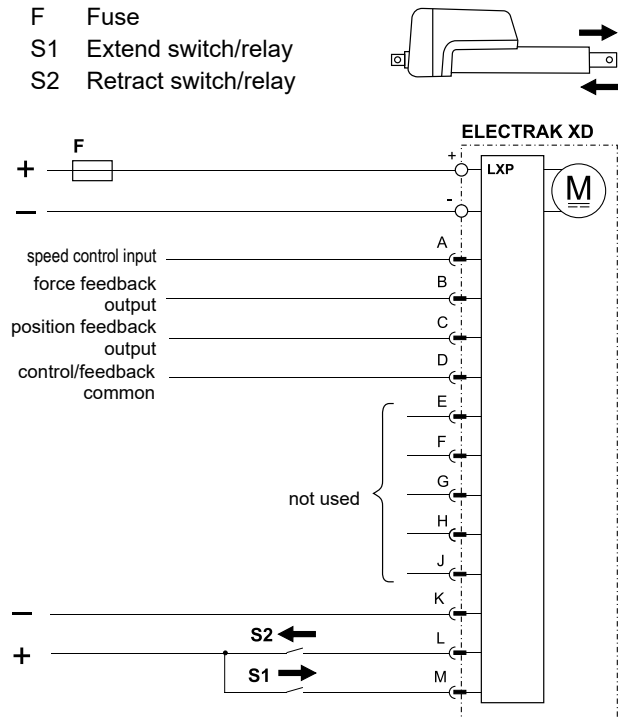 F Fuse
S1 Extend switch/relay
S2 Retract switch/relay
ELECTRAK XD
F
+
+
LXP
M
–
-
speed control input
A
force feedback
output
B
position feedback
output
C
control/feedback
common
D
E
F
not used
G
H
J
–
K
S2
+
L
S1
M